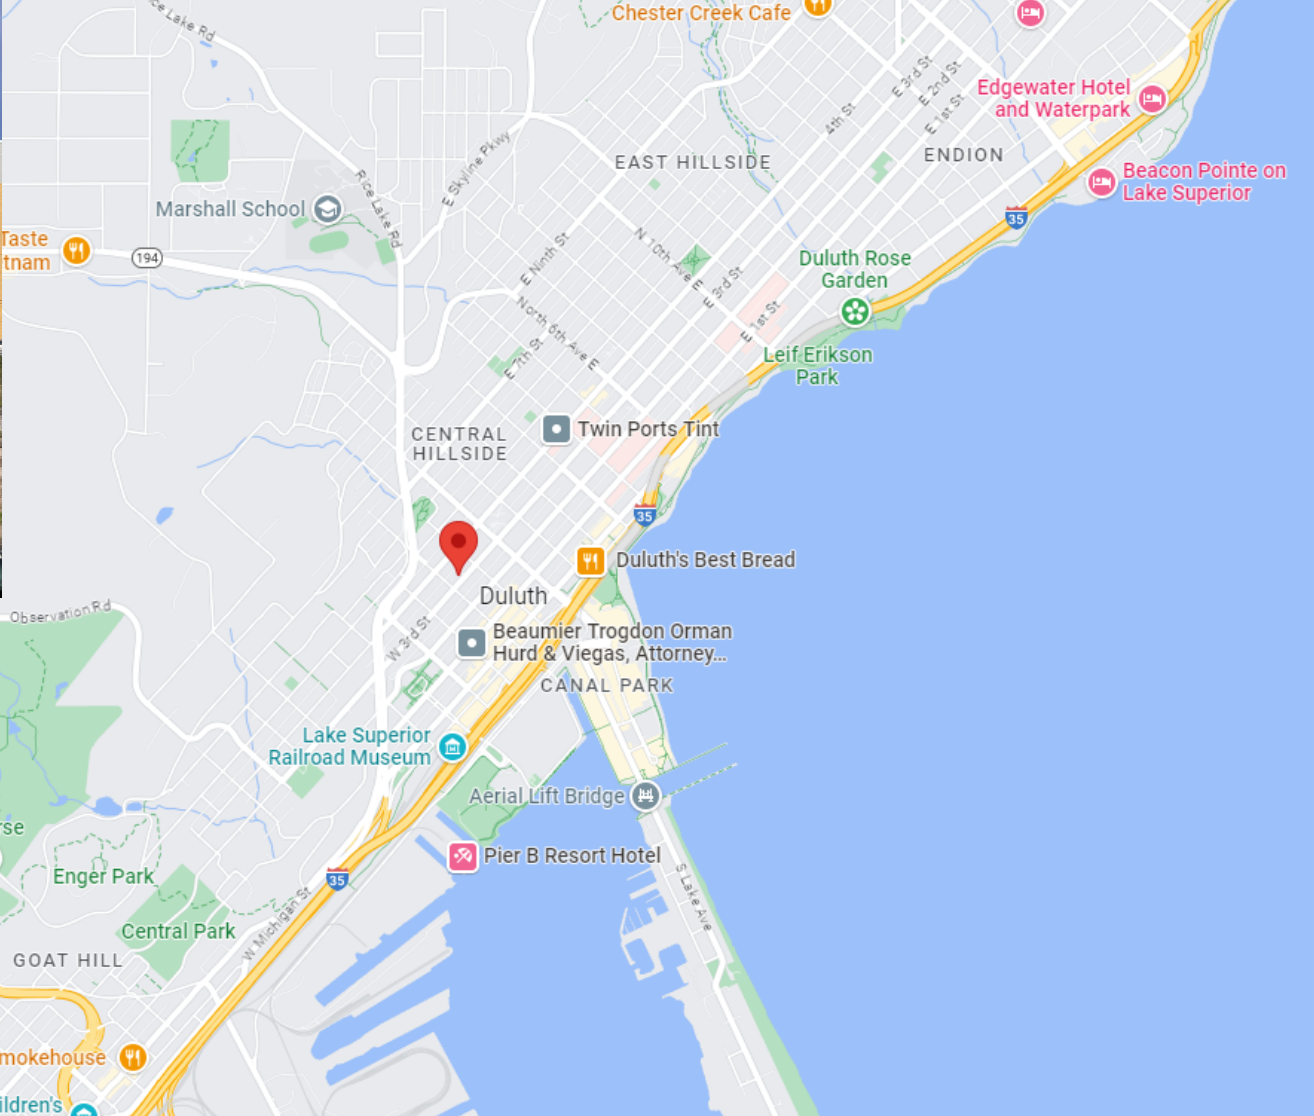 Chester Creek Cafe
Rice Lake Rd
Edgewater Hotel
and Waterpark
E 3rd St
E 2nd St
E 1st St
4th St
EAST HILLSIDE
ENDION
E Skyline Pkwy
Beacon Pointe on
Lake Superior
Marshall School
Rice Lake Rd
35
Taste
tnam
194
N 10th Ave E
E Ninth St
Duluth Rose
Garden
E 3rd St
E 1st St
North 6th Ave E
E 7th St
Leif Erikson
Park
Twin Ports Tint
CENTRAL
HILLSIDE
35
Duluth's Best Bread
Duluth
Observation Rd
W 3rd St
Beaumier Trogdon Orman
Hurd & Viegas, Attorney...
CANAL PARK
Lake Superior
Railroad Museum
Aerial Lift Bridge
rse
Pier B Resort Hotel
Enger Park
35
S Lake Ave
W Michigan St
Central Park
GOAT HILL
mokehouse
ildren's